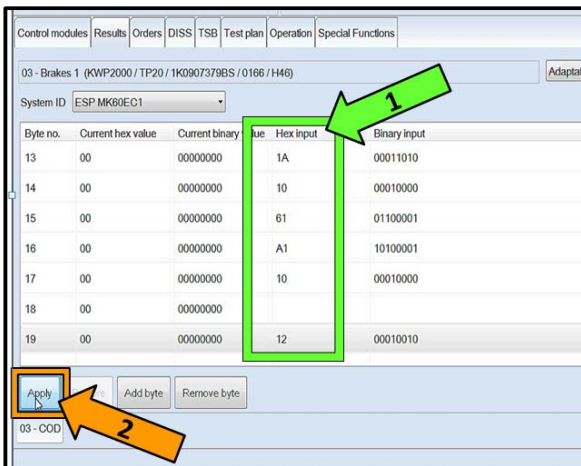 Control modules Results Orders DISS TSB Test plan Operation Special Functions
03 - Brakes 1 (KWP2000 / TP20 / 1K0907379BS / 0166 / H46) Adaptat
System ID ESP MK60EC1
Byte no. Current hex value Current binary Hex input Binary input
13 00 00000000 1A 00011010
14 00 00000000 10 00010000
15 00 00000000 61 01100001
16 00 00000000 A1 10100001
17 00 00000000 10 00010000
18 00 00000000
19 00 00000000 12 00010010
Apply Add byte Remove byte
03 - COD
1
2